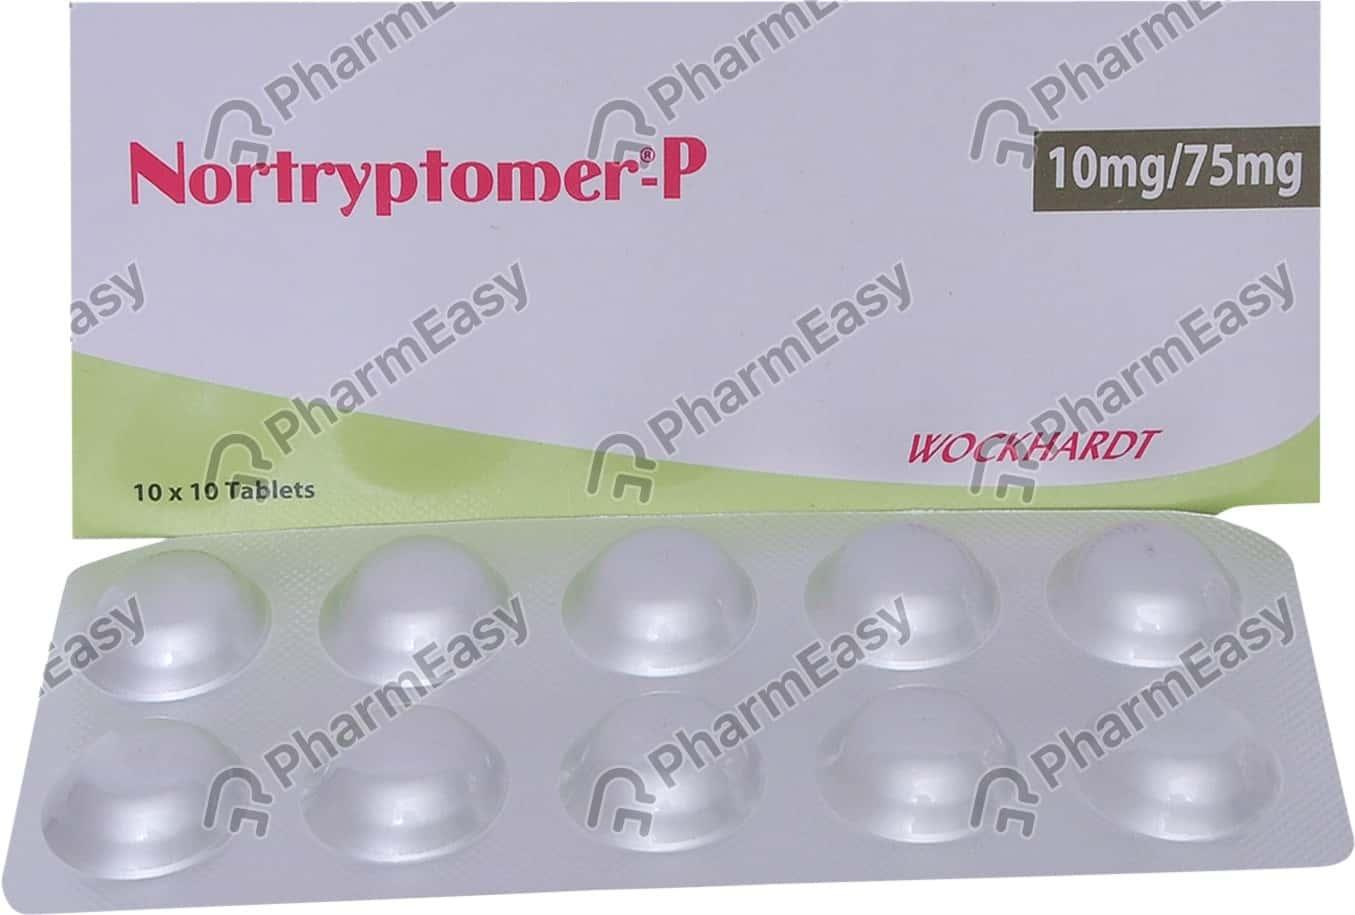 Nortryptomer®-P
10mg/75mg
WOCKHARDT
10 x 10 Tablets
PharmEasy